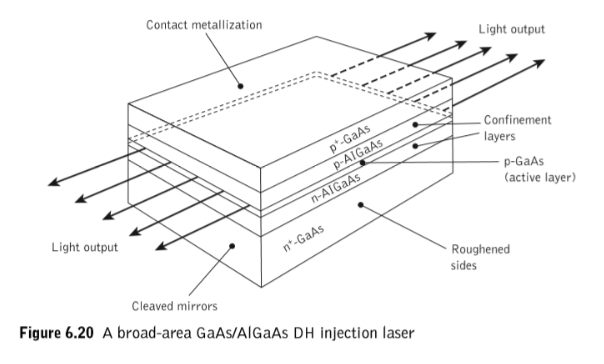 Contact metallization
Light output
p⁺-GaAs
Confinement
layers
p-AlGaAs
p-GaAs
(active layer)
n-AlGaAs
n⁺-GaAs
Light output
Roughened
sides
Cleaved mirrors
Figure 6.20 A broad-area GaAs/AlGaAs DH injection laser